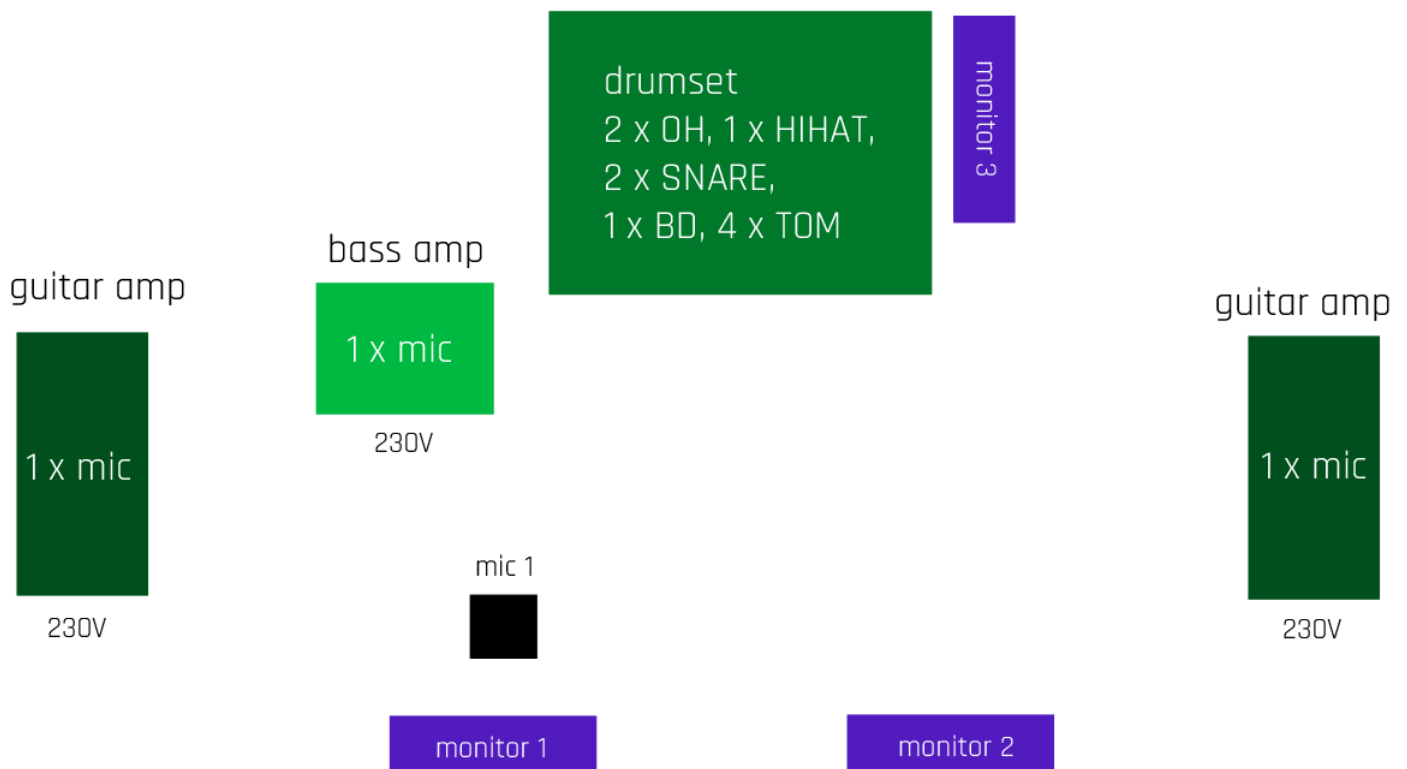 drumset
2 x OH, 1 x HIHAT,
2 x SNARE,
1 x BD, 4 x TOM
monitor 3
bass amp
1 x mic
230V
guitar amp
1 x mic
230V
guitar amp
1 x mic
230V
mic 1
monitor 1
monitor 2